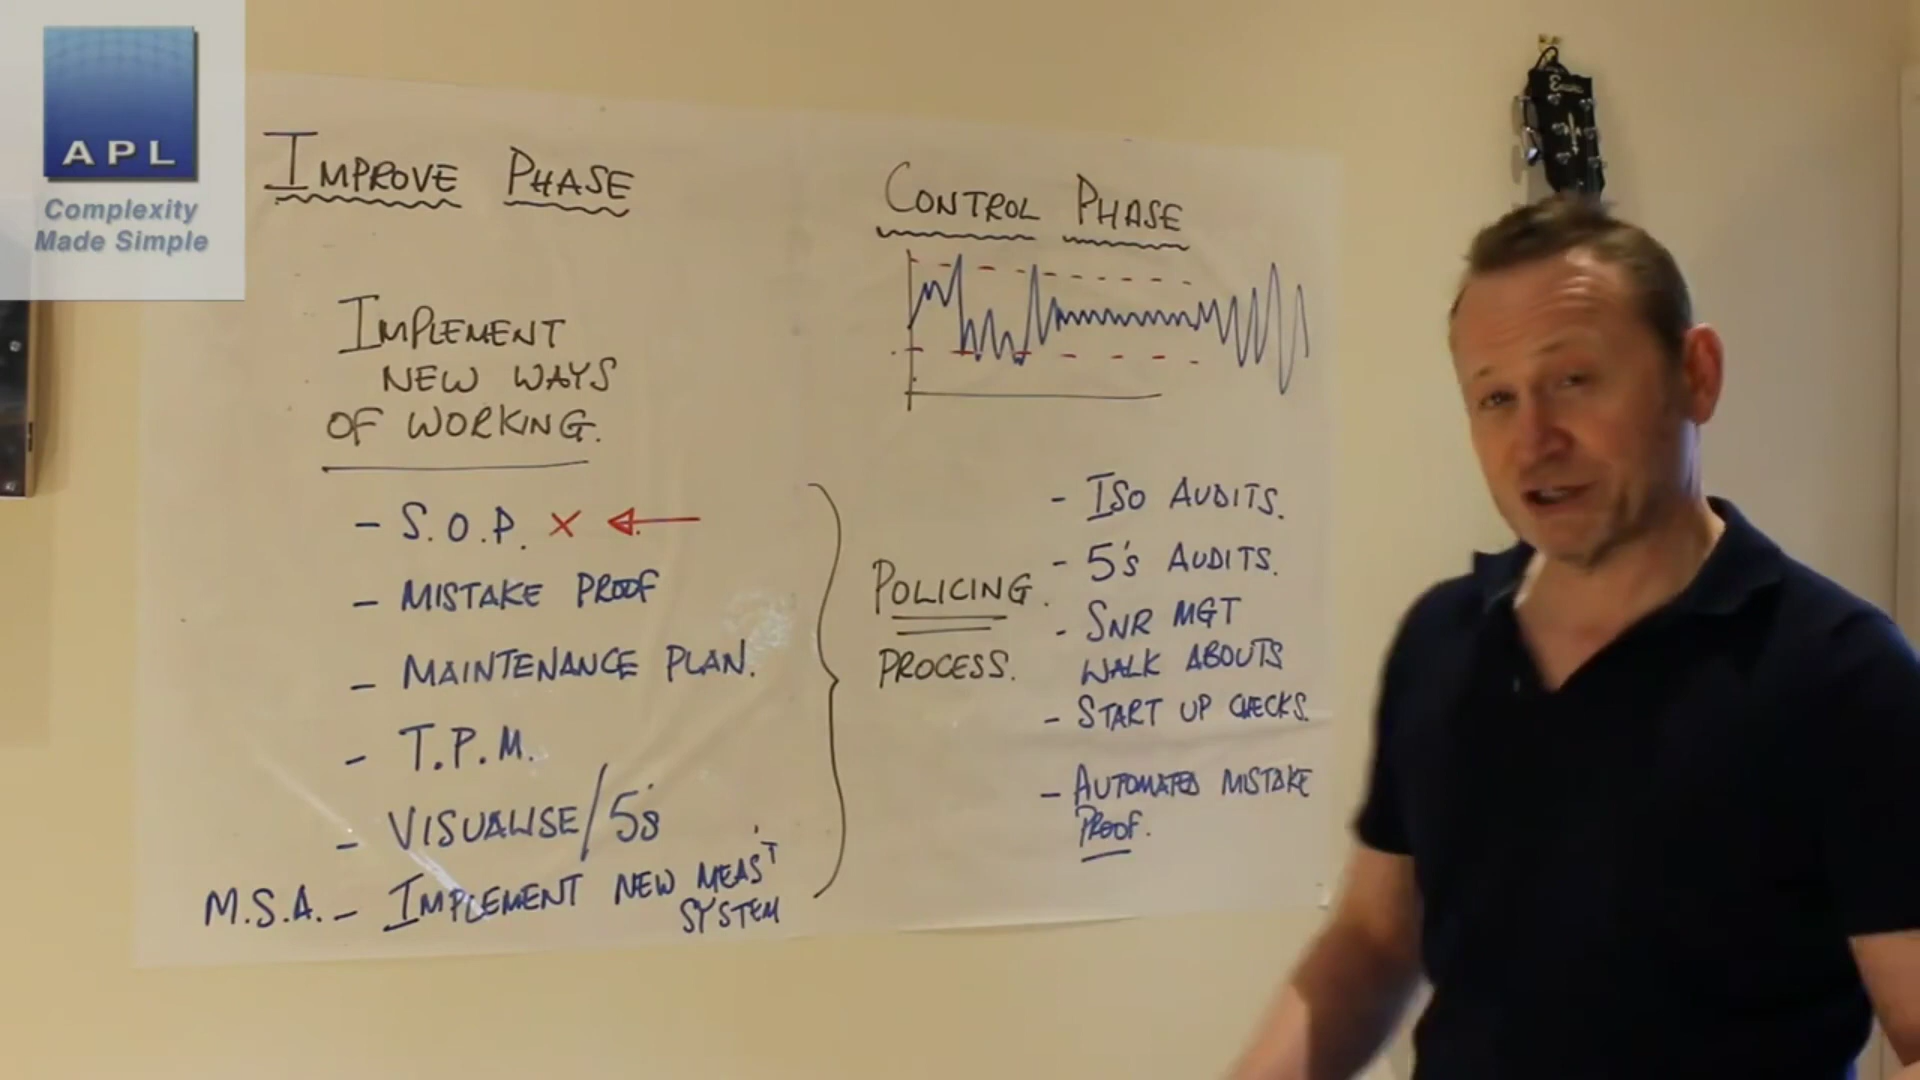 APL
Complexity
Made Simple
IMPROVE PHASE
IMPLEMENT
NEW WAYS
OF WORKING.
- S.O.P. X
- MISTAKE PROOF
- MAINTENANCE PLAN.
- T.P.M.
- VISUALISE/5s
M.S.A. - IMPLEMENT NEW MEAS'T
SYSTEM
CONTROL PHASE
POLICING
PROCESS.
- ISO AUDITS.
- 5's AUDITS.
- SNR MGT
WALK ABOUTS
- START UP CHECKS.
- AUTOMATED MISTAKE
PROOF.